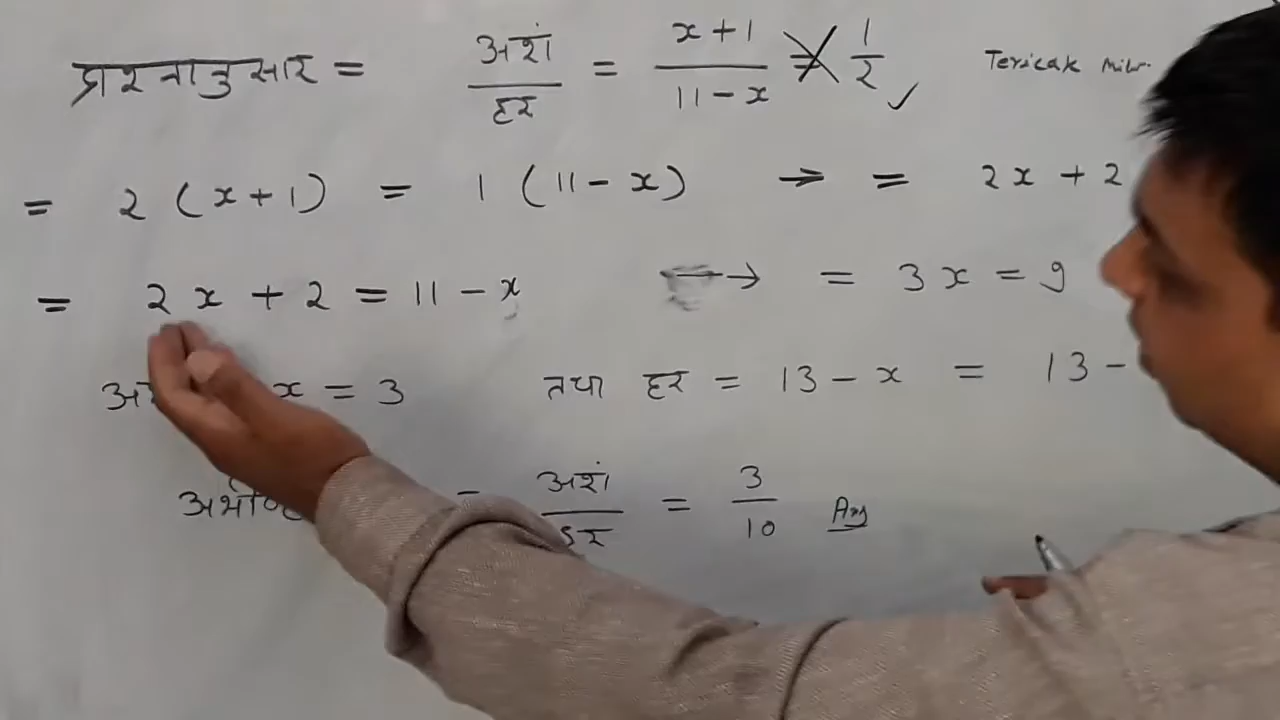 प्रश्नानुसार = अंश / हर = x+1 / 11-x = 1/2 ✓
= 2 (x+1) = 1 (11-x) → = 2x+2
= 2x+2 = 11-x → = 3x = 9
x = 3 तथा हर = 13-x = 13-
= अंश / हर = 3/10 Ans